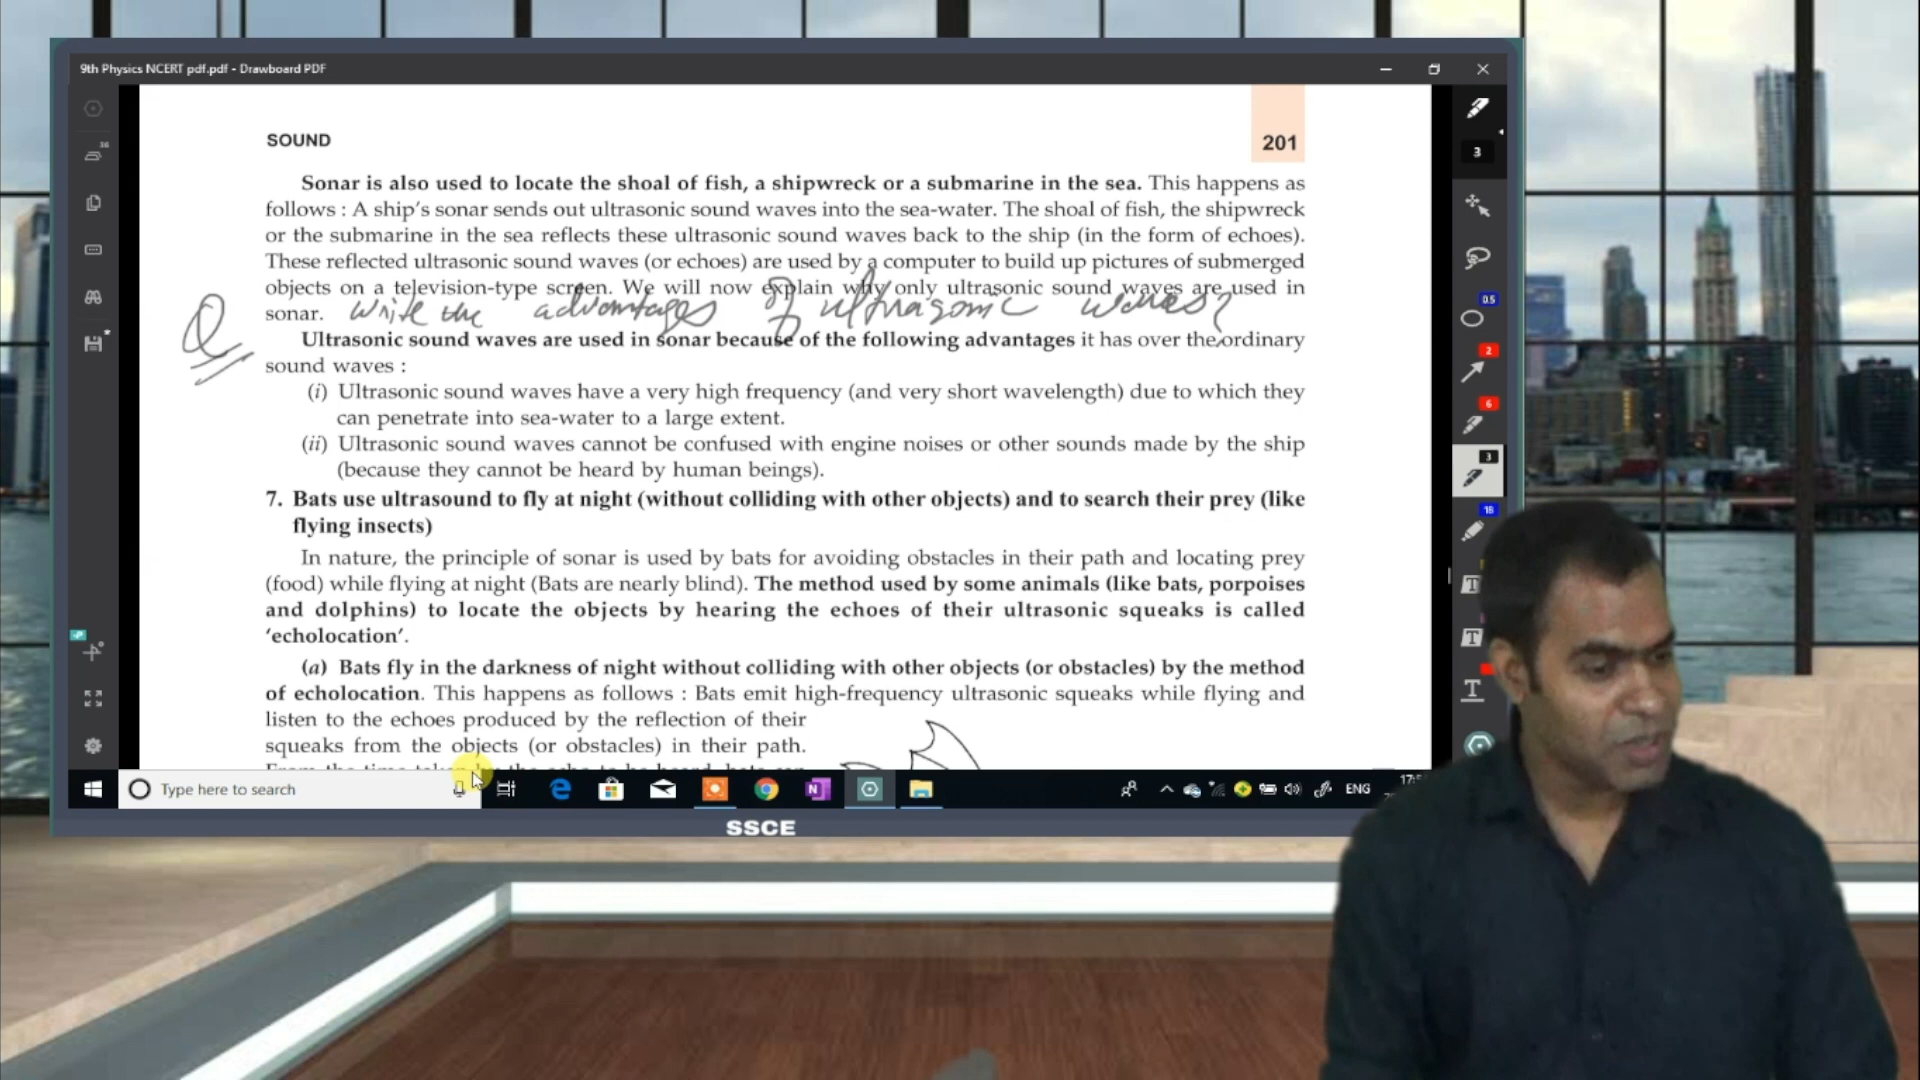 9th Physics NCERT pdf.pdf - Drawboard PDF
SOUND
201
Sonar is also used to locate the shoal of fish, a shipwreck or a submarine in the sea. This happens as
follows : A ship's sonar sends out ultrasonic sound waves into the sea-water. The shoal of fish, the shipwreck
or the submarine in the sea reflects these ultrasonic sound waves back to the ship (in the form of echoes).
These reflected ultrasonic sound waves (or echoes) are used by a computer to build up pictures of submerged
objects on a television-type screen. We will now explain why only ultrasonic sound waves are used in
sonar.
Q write the advantages of ultrasonic waves?
Ultrasonic sound waves are used in sonar because of the following advantages it has over the ordinary
sound waves :
(i) Ultrasonic sound waves have a very high frequency (and very short wavelength) due to which they
can penetrate into sea-water to a large extent.
(ii) Ultrasonic sound waves cannot be confused with engine noises or other sounds made by the ship
(because they cannot be heard by human beings).
7. Bats use ultrasound to fly at night (without colliding with other objects) and to search their prey (like
flying insects)
In nature, the principle of sonar is used by bats for avoiding obstacles in their path and locating prey
(food) while flying at night (Bats are nearly blind). The method used by some animals (like bats, porpoises
and dolphins) to locate the objects by hearing the echoes of their ultrasonic squeaks is called
'echolocation'.
(a) Bats fly in the darkness of night without colliding with other objects (or obstacles) by the method
of echolocation. This happens as follows : Bats emit high-frequency ultrasonic squeaks while flying and
listen to the echoes produced by the reflection of their
squeaks from the objects (or obstacles) in their path.
3
0.5
2
6
3
18
T
T
T
36
Type here to search
ENG
SSCE